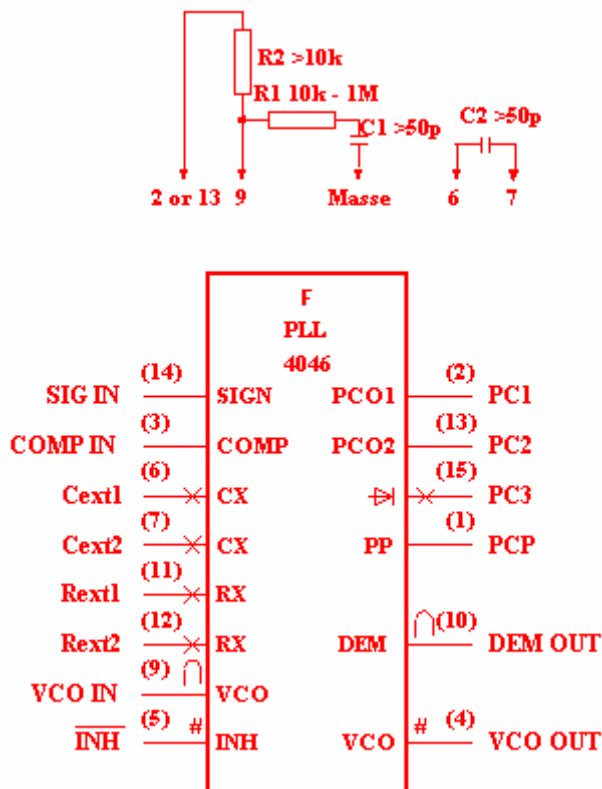 R2 >10k
R1 10k - 1M
C1 >50p
C2 >50p
2 or 13 9 Masse 6 7
F
PLL
4046
SIG IN (14) SIGN PCO1 (2) PC1
COMP IN (3) COMP PCO2 (13) PC2
Cext1 (6) CX (15) PC3
Cext2 (7) CX PP (1) PCP
Rext1 (11) RX
Rext2 (12) RX DEM (10) DEM OUT
VCO IN (9) VCO
INH (5) # INH VCO # (4) VCO OUT